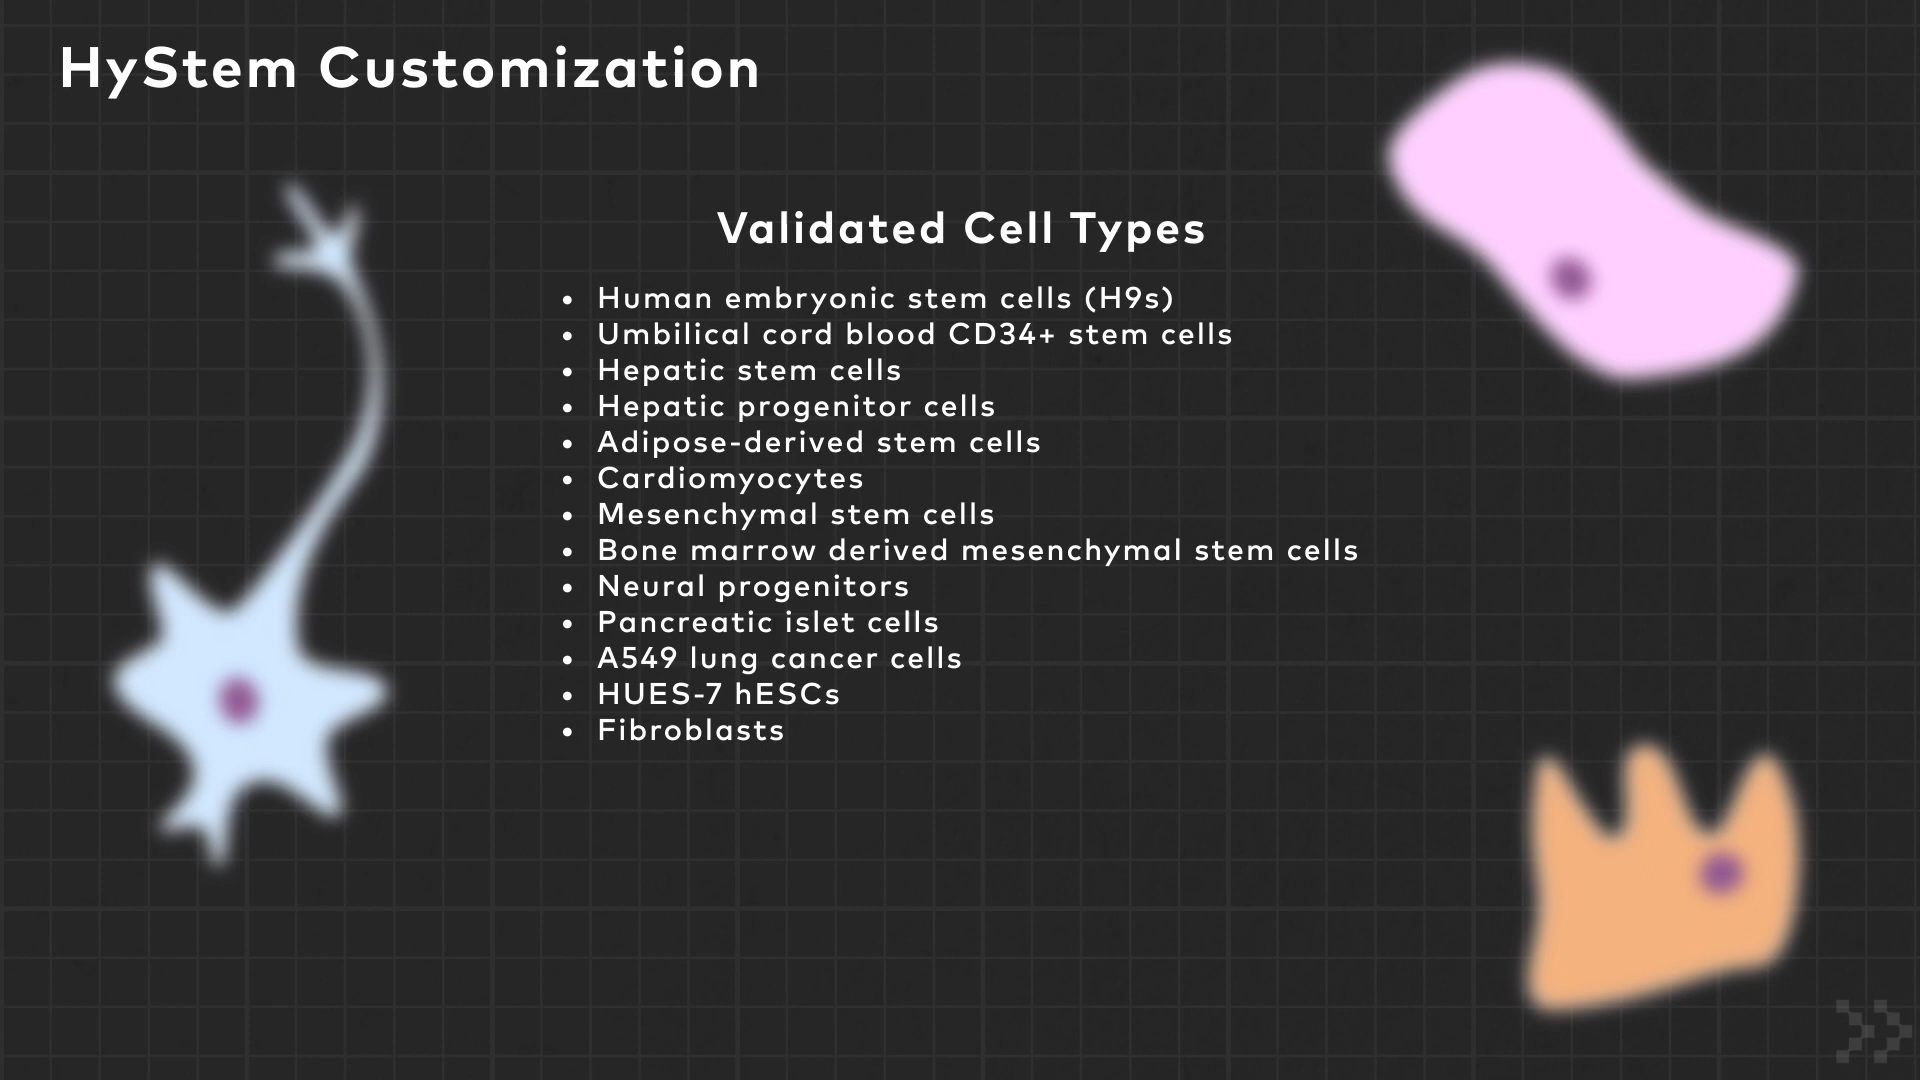 HyStem Customization
Validated Cell Types
• Human embryonic stem cells (H9s)
• Umbilical cord blood CD34+ stem cells
• Hepatic stem cells
• Hepatic progenitor cells
• Adipose-derived stem cells
• Cardiomyocytes
• Mesenchymal stem cells
• Bone marrow derived mesenchymal stem cells
• Neural progenitors
• Pancreatic islet cells
• A549 lung cancer cells
• HUES-7 hESCs
• Fibroblasts